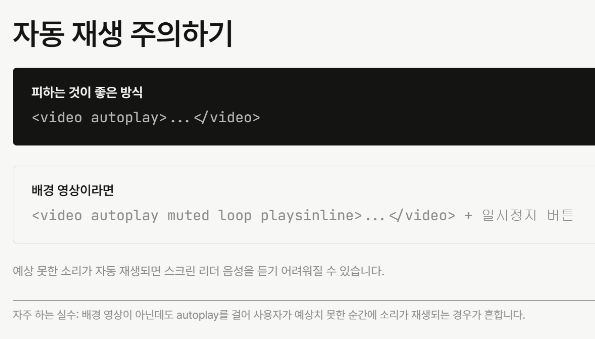 자동 재생 주의하기
피하는 것이 좋은 방식
<video autoplay>...</video>
배경 영상이라면
<video autoplay muted loop playsinline>...</video> + 일시정지 버튼
예상 못한 소리가 자동 재생되면 스크린 리더 음성을 듣기 어려워질 수 있습니다.
자주 하는 실수: 배경 영상이 아닌데도 autoplay를 걸어 사용자가 예상치 못한 순간에 소리가 재생되는 경우가 흔합니다.